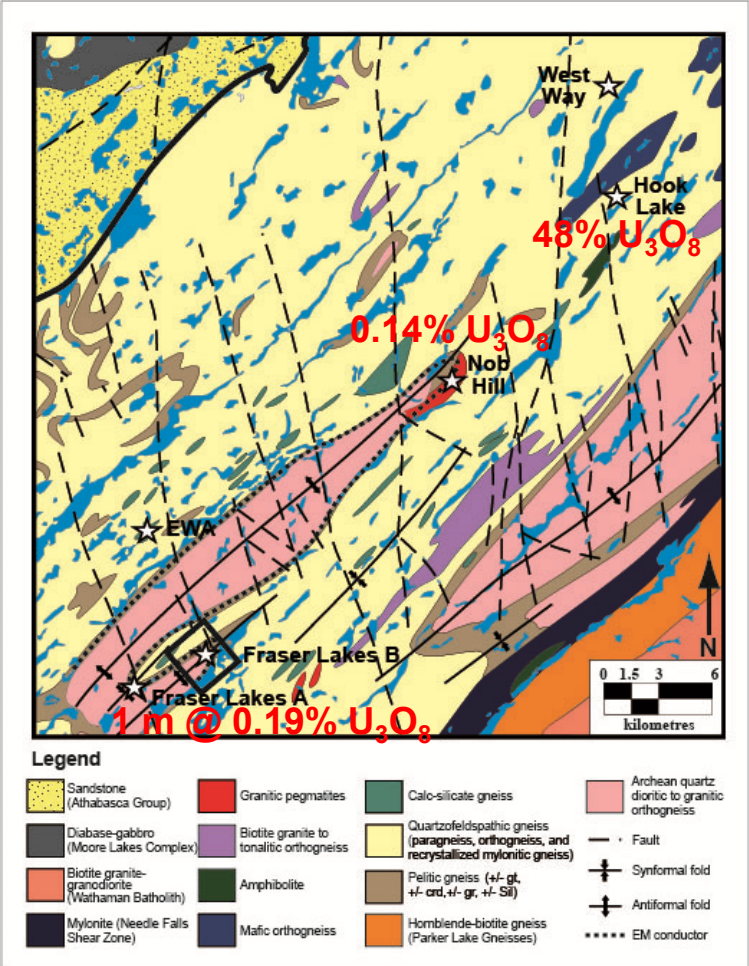 West
Way
Hook
Lake
48% U₃O₈
0.14% U₃O₈
Nob
Hill
EWA
Fraser Lakes B
Fraser Lakes A
1 m @ 0.19% U₃O₈
N
0 1.5 3 6
kilometres
Legend
Sandstone
(Athabasca Group)
Diabase-gabbro
(Moore Lakes Complex)
Biotite granite-
granodiorite
(Wathaman Batholith)
Mylonite (Needle Falls
Shear Zone)
Granitic pegmatites
Biotite granite to
tonalitic orthogneiss
Amphibolite
Mafic orthogneiss
Calc-silicate gneiss
Quartzofeldspathic gneiss
(paragneiss, orthogneiss, and
recrystallized mylonitic gneiss)
Pelitic gneiss (+/- gt,
+/- crd,+/- gr, +/- Sil)
Hornblende-biotite gneiss
(Parker Lake Gneisses)
Archean quartz
dioritic to granitic
orthogneiss
Fault
Synformal fold
Antiformal fold
EM conductor